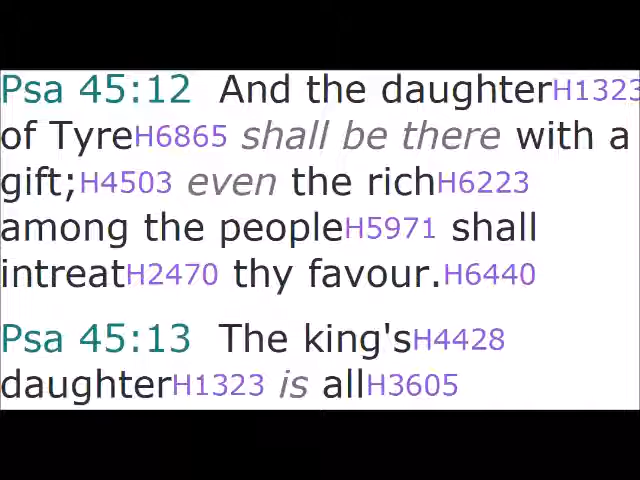 Psa 45:12 And the daughterH1323
of TyreH6865 shall be there with a
gift;H4503 even the richH6223
among the peopleH5971 shall
intreatH2470 thy favour.H6440
Psa 45:13 The king'sH4428
daughterH1323 is allH3605